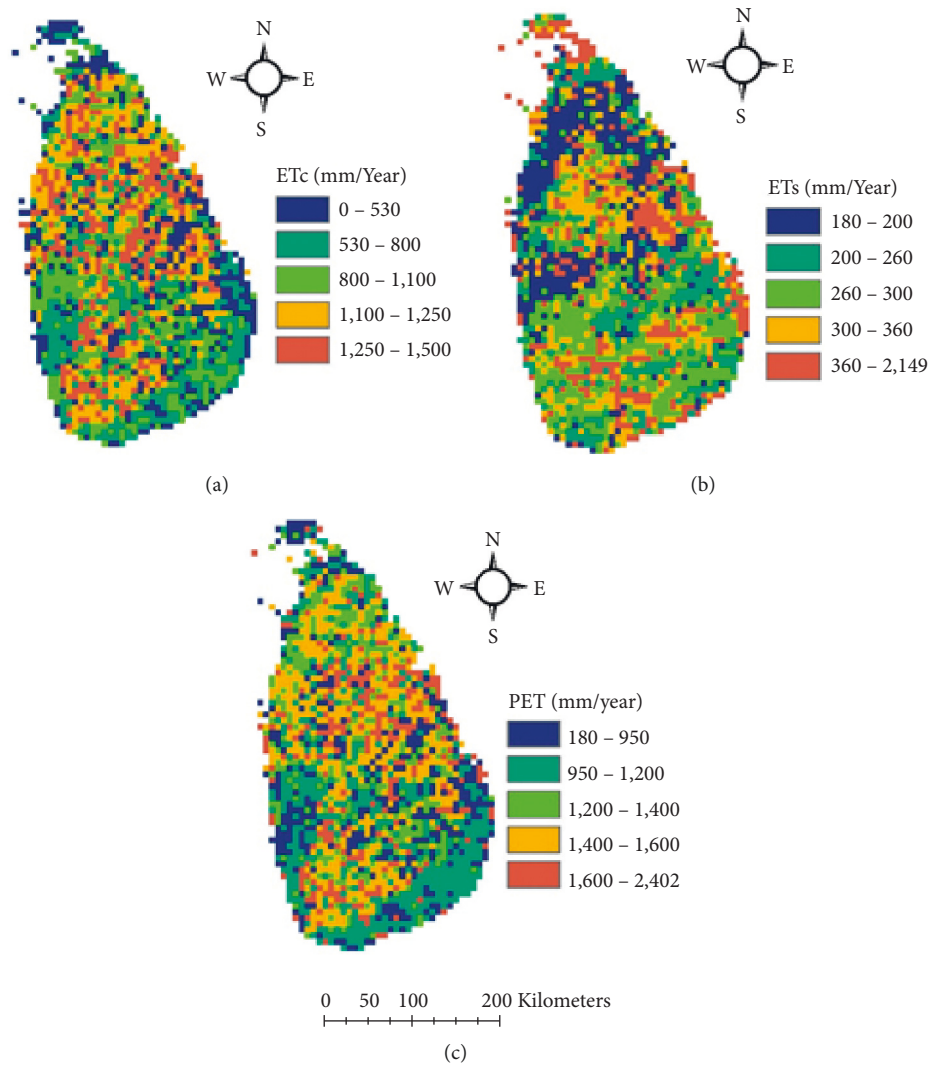 N
W E
S
ETc (mm/Year)
0 – 530
530 – 800
800 – 1,100
1,100 – 1,250
1,250 – 1,500
(a)
N
W E
S
ETs (mm/Year)
180 – 200
200 – 260
260 – 300
300 – 360
360 – 2,149
(b)
N
W E
S
PET (mm/year)
180 – 950
950 – 1,200
1,200 – 1,400
1,400 – 1,600
1,600 – 2,402
0 50 100 200 Kilometers
(c)